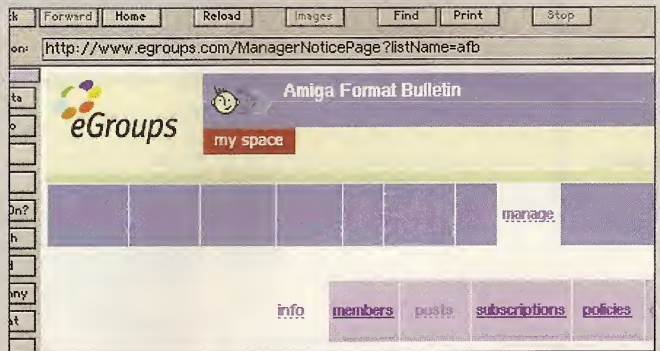 Forward Home Reload Images Find Print Stop
http://www.egroups.com/ManagerNoticePage?listName=afb
Amiga Format Bulletin
eGroups
my space
manage
info members posts subscriptions policies